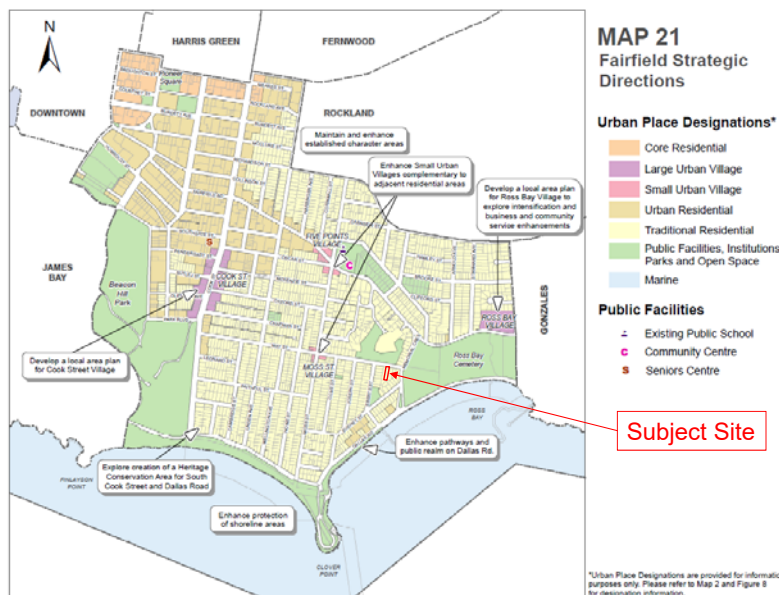 N
HARRIS GREEN
FERNWOOD
DOWNTOWN
ROCKLAND
JAMES
BAY
GONZALES
Pioneer
Square
Maintain and enhance
established character areas
Enhance Small Urban
Villages complementary to
adjacent residential areas
Develop a local area plan
for Ross Bay Village to
explore intensification and
business and community
service enhancements
FIVE POINTS
VILLAGE
S
C
COOK ST.
VILLAGE
Beacon
Hill
Park
ROSS BAY
VILLAGE
Develop a local area plan
for Cook Street Village
MOSS ST.
VILLAGE
Ross Bay
Cemetery
ROSS
BAY
Enhance pathways and
public realm on Dallas Rd.
Explore creation of a Heritage
Conservation Area for South
Cook Street and Dallas Road
FINLAYSON
POINT
Enhance protection
of shoreline areas
CLOVER
POINT
MAP 21
Fairfield Strategic
Directions
Urban Place Designations*
Core Residential
Large Urban Village
Small Urban Village
Urban Residential
Traditional Residential
Public Facilities, Institutions
Parks and Open Space
Marine
Public Facilities
Existing Public School
C Community Centre
S Seniors Centre
Subject Site
*Urban Place Designations are provided for informatio
purposes only. Please refer to Map 2 and Figure 8
for designation information.